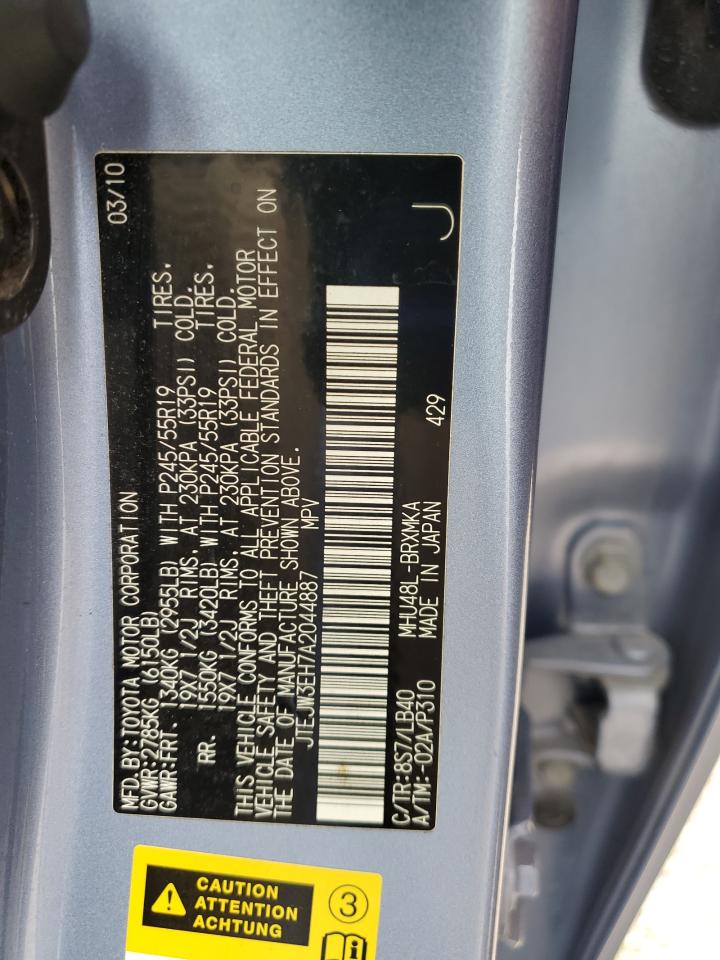 MFD. BY: TOYOTA MOTOR CORPORATION 03/10
GVWR: 2785KG (6150LB)
GAWR: FRT. 1340KG (2955LB) WITH P245/55R19 TIRES,
19X7 1/2J RIMS, AT 230KPA (33PSI) COLD.
RR. 1550KG (3420LB) WITH P245/55R19 TIRES,
19X7 1/2J RIMS, AT 230KPA (33PSI) COLD.
THIS VEHICLE CONFORMS TO ALL APPLICABLE FEDERAL MOTOR
VEHICLE SAFETY AND THEFT PREVENTION STANDARDS IN EFFECT ON
THE DATE OF MANUFACTURE SHOWN ABOVE.
JTEJW3EH7A2044887 MPV
C/TR: 8S7/LB40 MHU48L-BRXMKA 429 J
A/TM: -02A/P310 MADE IN JAPAN
CAUTION
ATTENTION
ACHTUNG
3